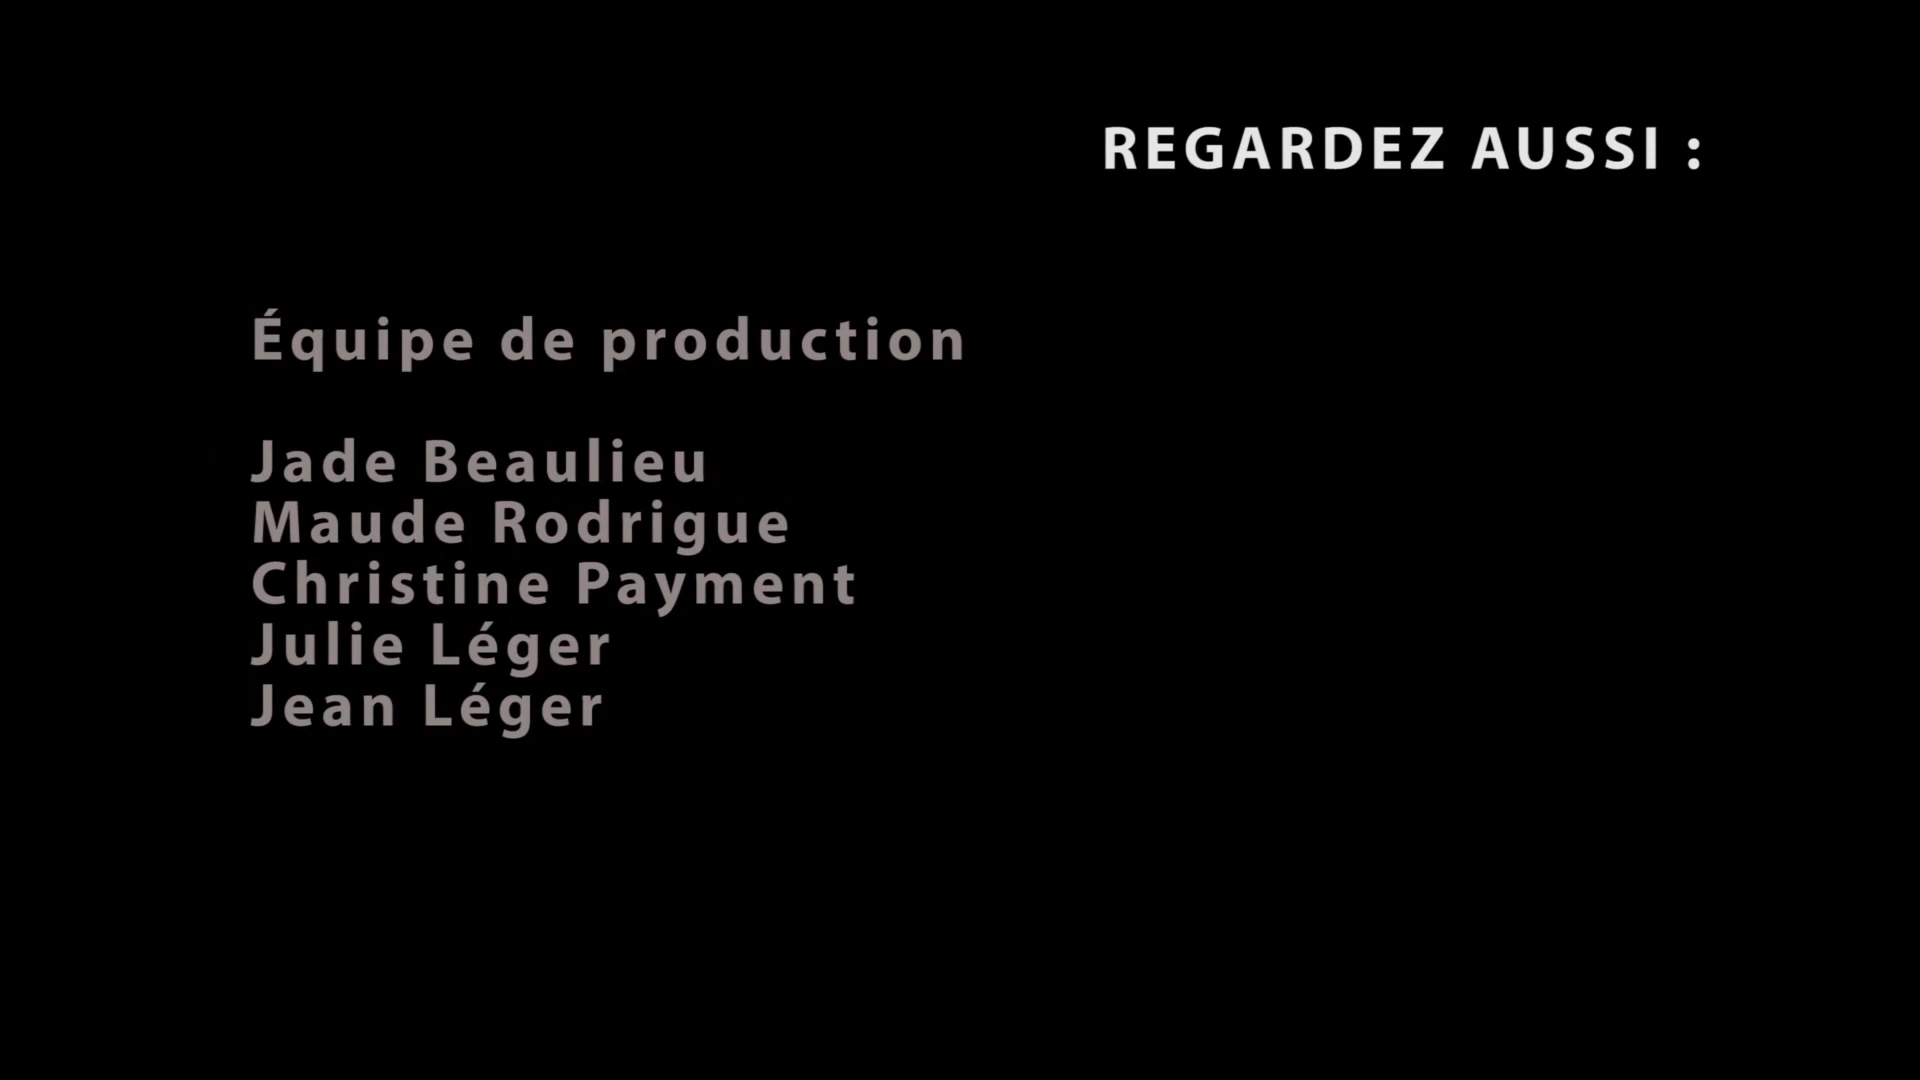 REGARDEZ AUSSI :
Équipe de production
Jade Beaulieu
Maude Rodrigue
Christine Payment
Julie Léger
Jean Léger